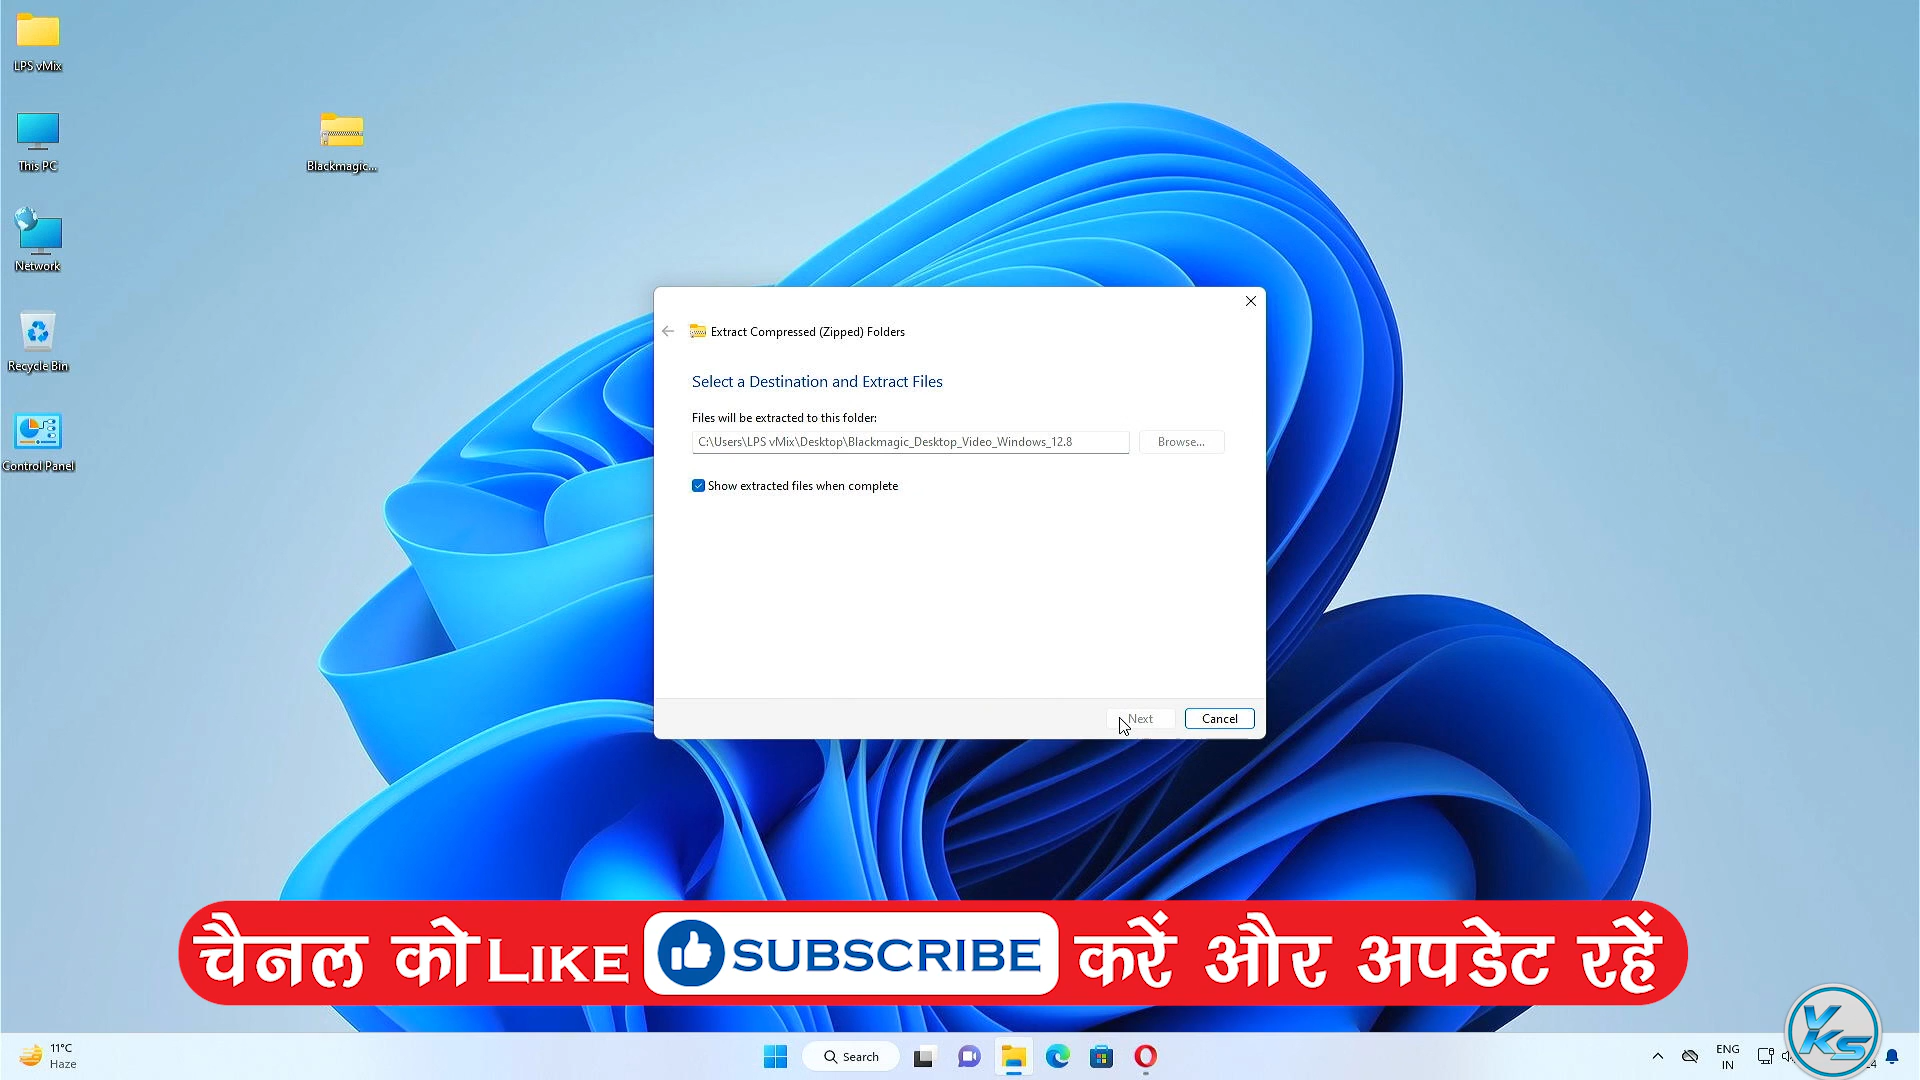 LPS vMix
This PC
Blackmagic...
Network
Recycle Bin
Control Panel
Extract Compressed (Zipped) Folders
Select a Destination and Extract Files
Files will be extracted to this folder:
C:\Users\LPS vMix\Desktop\Blackmagic_Desktop_Video_Windows_12.8
Browse...
Show extracted files when complete
Next
Cancel
चैनल को LIKE SUBSCRIBE करें और अपडेट रहें
11°C
Haze
Search
ENG
IN
YKS